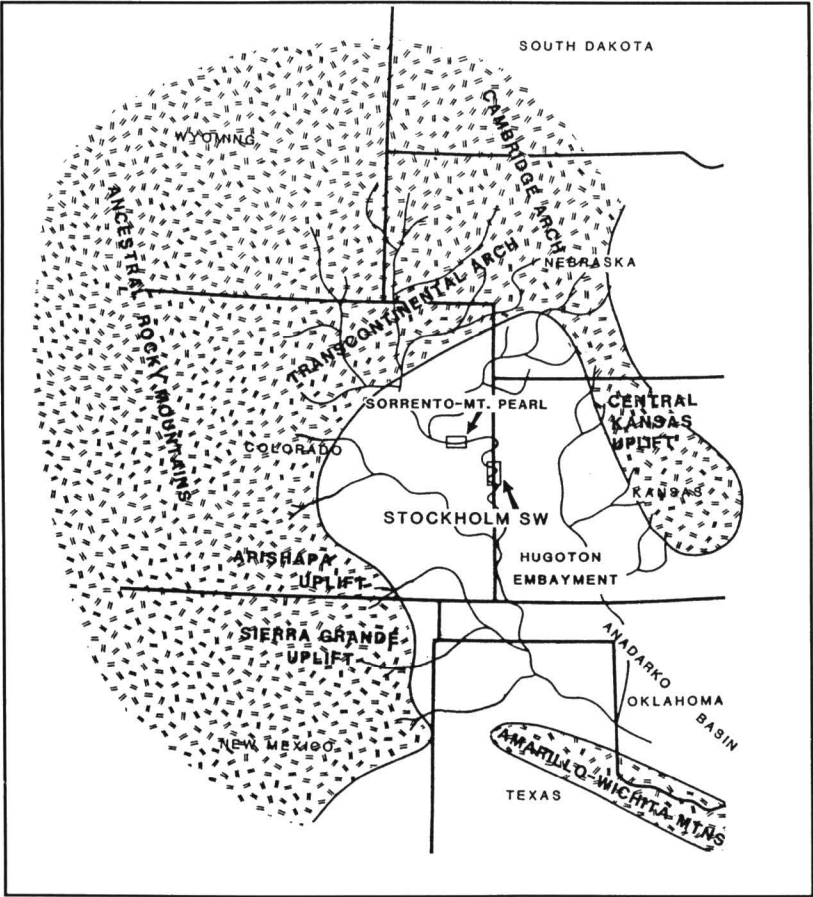 SOUTH DAKOTA
CAMBRIDGE ARCH
WYOMING
ANCESTRAL ROCKY MOUNTAINS
NEBRASKA
TRANSCONTINENTAL ARCH
SORRENTO-MT. PEARL
CENTRAL
KANSAS
UPLIFT
COLORADO
KANSAS
STOCKHOLM SW
HUGOTON
EMBAYMENT
ARISHAPA
UPLIFT
SIERRA GRANDE
UPLIFT
ANADARKO
BASIN
OKLAHOMA
NEW MEXICO
AMARILLO-WICHITA MTNS
TEXAS